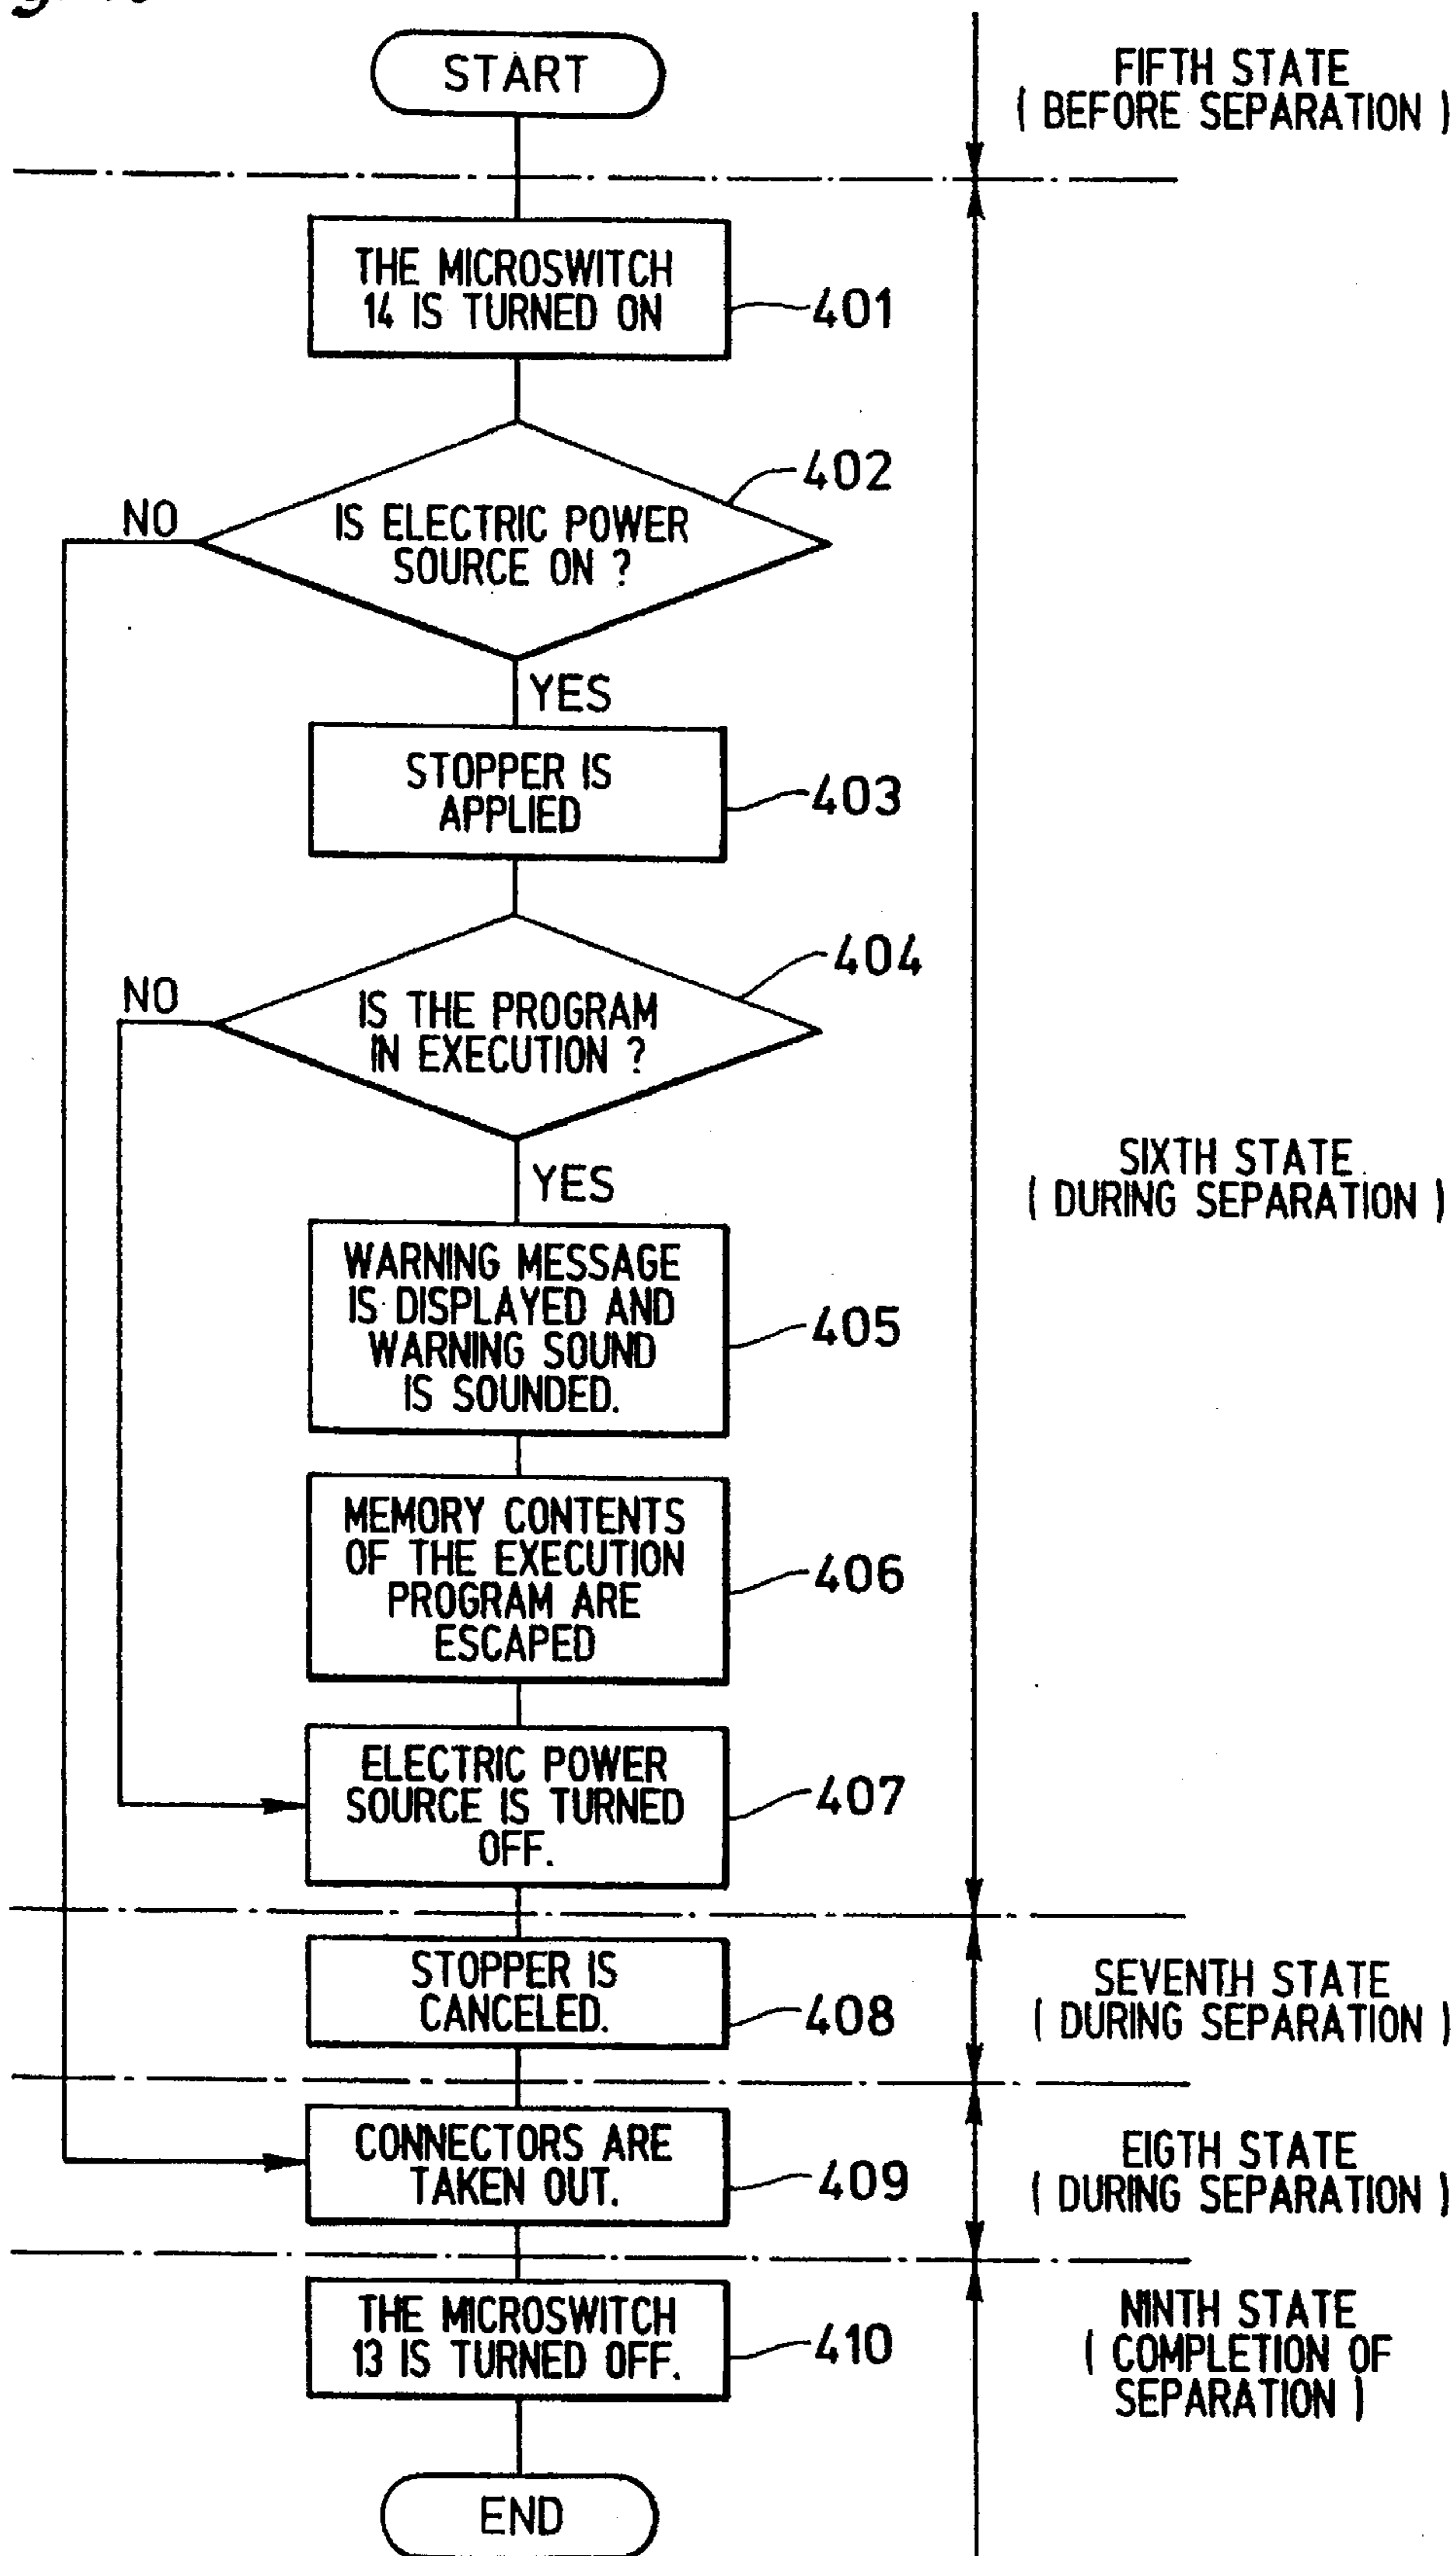 START
FIFTH STATE
( BEFORE SEPARATION )
THE MICROSWITCH
14 IS TURNED ON
401
402
NO
IS ELECTRIC POWER
SOURCE ON ?
YES
STOPPER IS
APPLIED
403
404
NO
IS THE PROGRAM
IN EXECUTION ?
YES
SIXTH STATE
( DURING SEPARATION )
WARNING MESSAGE
IS DISPLAYED AND
WARNING SOUND
IS SOUNDED.
405
MEMORY CONTENTS
OF THE EXECUTION
PROGRAM ARE
ESCAPED
406
ELECTRIC POWER
SOURCE IS TURNED
OFF.
407
STOPPER IS
CANCELED.
408
SEVENTH STATE
( DURING SEPARATION )
CONNECTORS ARE
TAKEN OUT.
409
EIGTH STATE
( DURING SEPARATION )
THE MICROSWITCH
13 IS TURNED OFF.
410
NINTH STATE
( COMPLETION OF
SEPARATION )
END